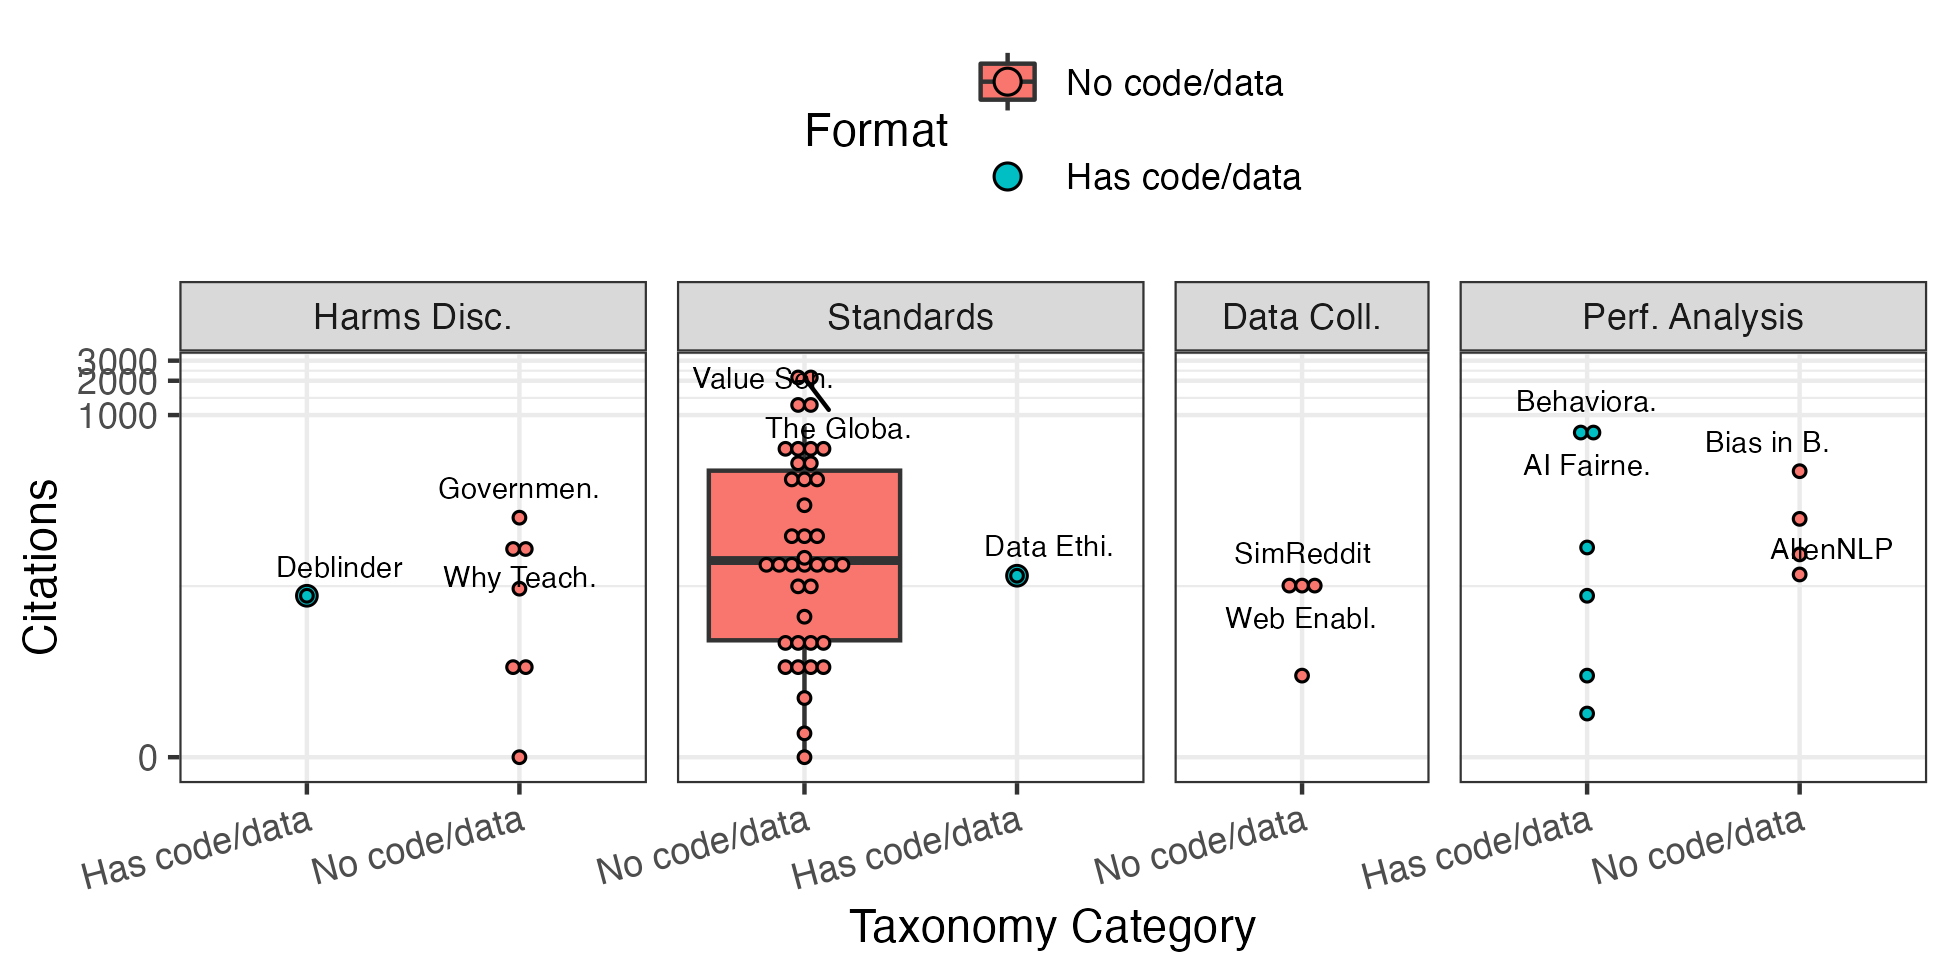 No code/data
Format
Has code/data
Harms Disc.
Standards
Data Coll.
Perf. Analysis
3000
2000
1000
0
Citations
Value Sen.
The Globa.
Behaviora.
Bias in B.
AI Fairne.
Governmen.
Deblinder
Why Teach.
Data Ethi.
SimReddit
Web Enabl.
AllenNLP
Has code/data
No code/data
No code/data
Has code/data
No code/data
Has code/data
No code/data
Taxonomy Category